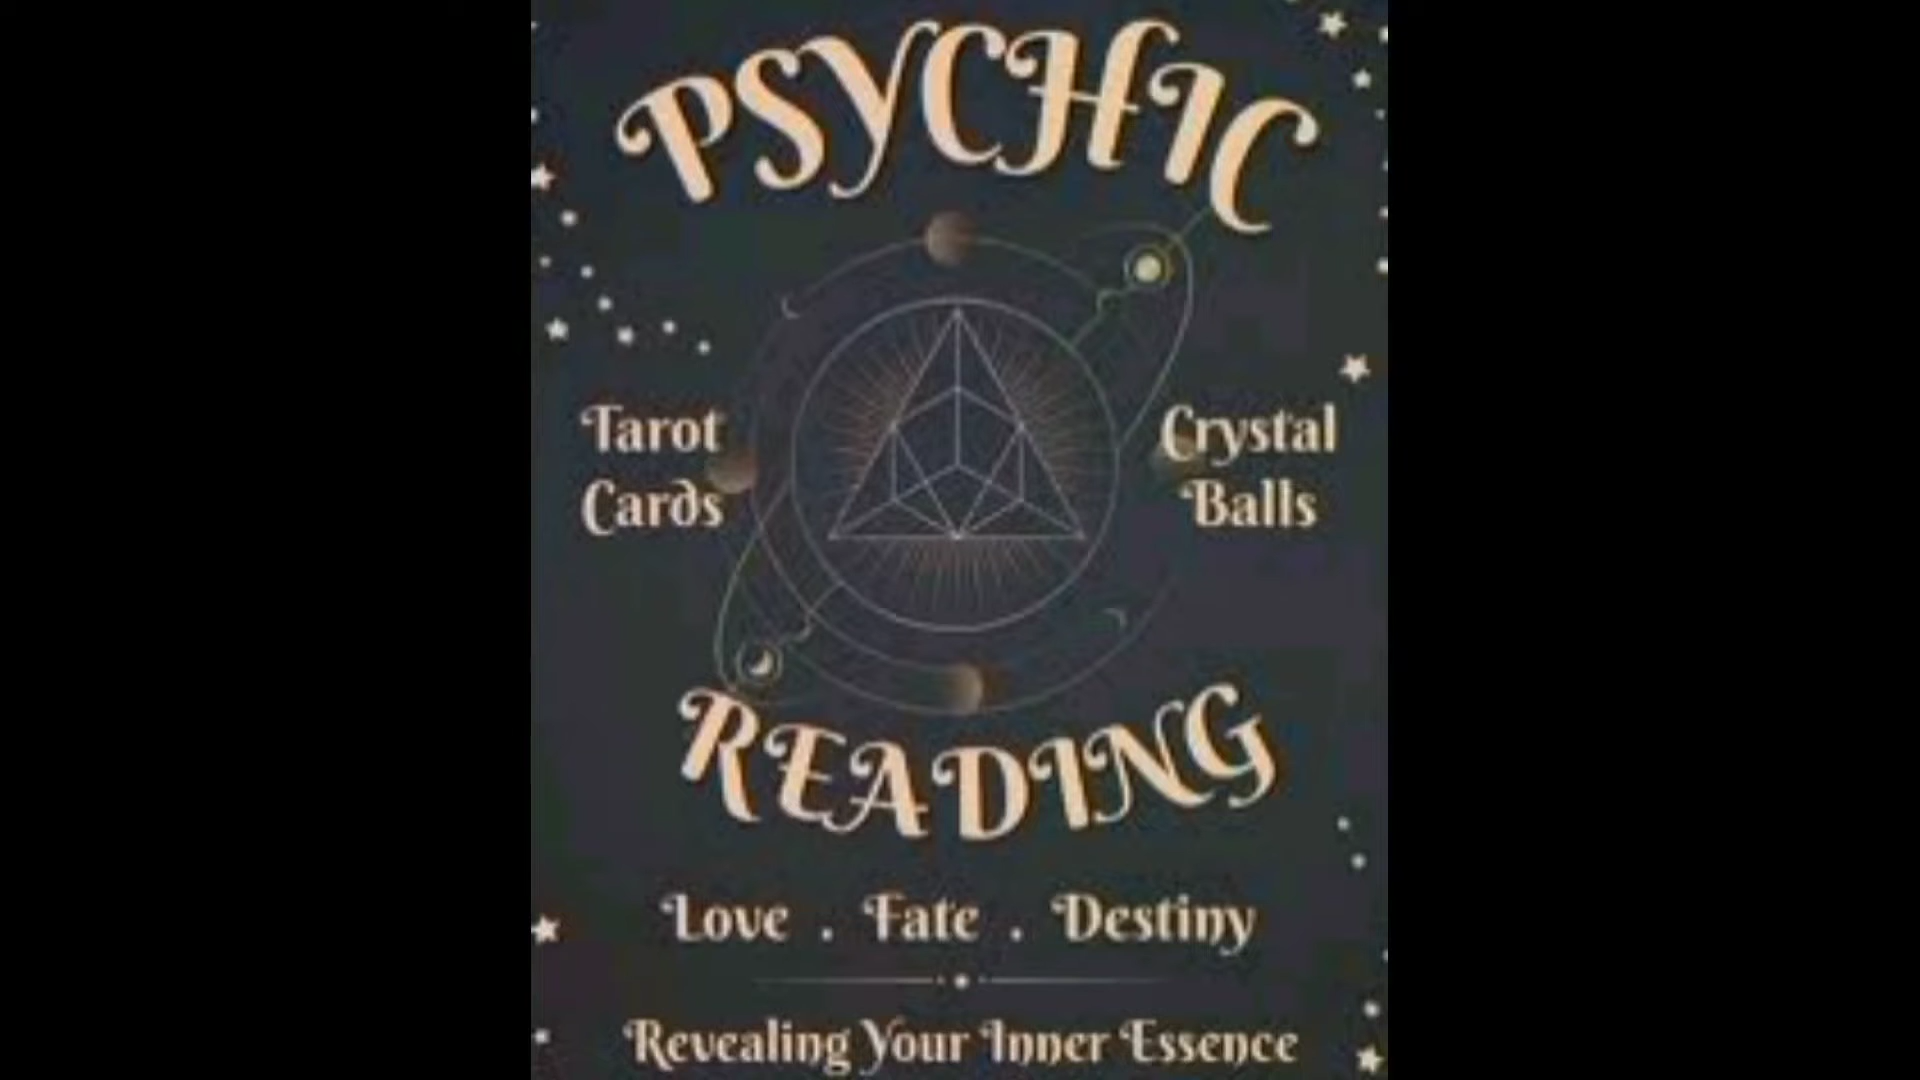 PSYCHIC
Tarot
Cards
Crystal
Balls
READING
Love . Fate . Destiny
Revealing Your Inner Essence